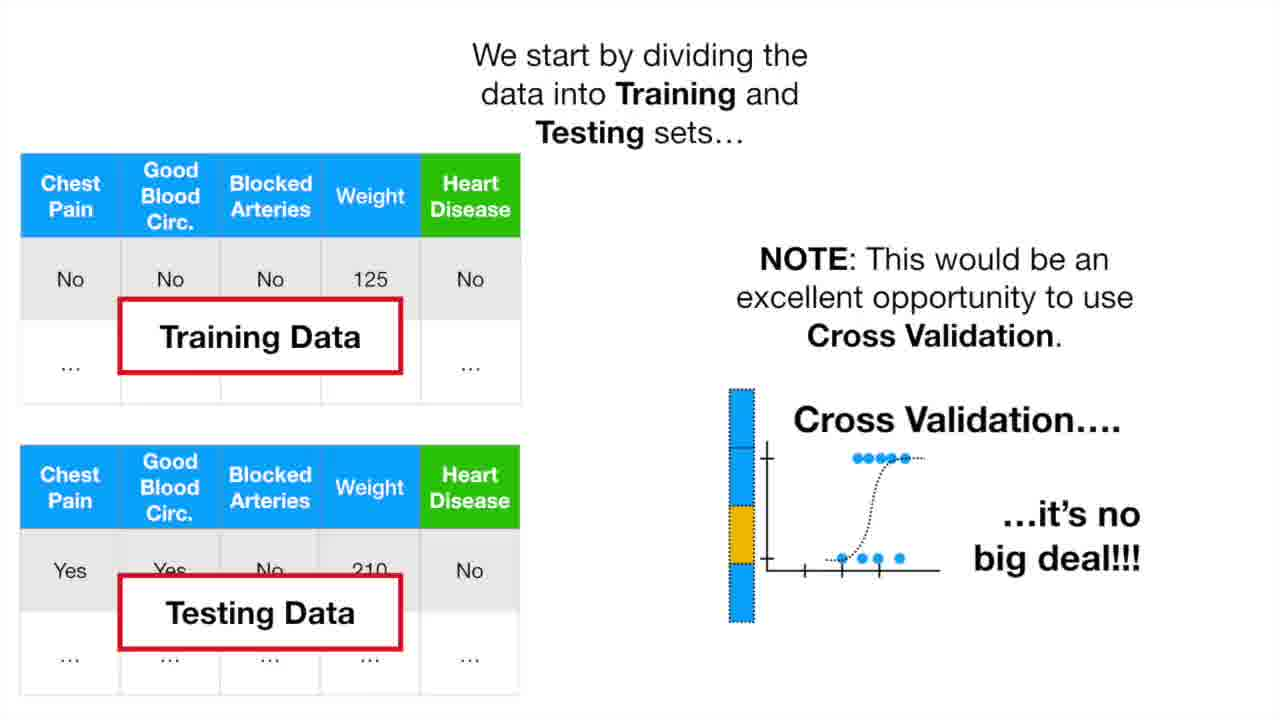 We start by dividing the
data into Training and
Testing sets…
Chest Pain Good Blood Circ. Blocked Arteries Weight Heart Disease
No No No 125 No
Training Data
… …
Chest Pain Good Blood Circ. Blocked Arteries Weight Heart Disease
Yes Yes No 210 No
Testing Data
… … … … …
NOTE: This would be an
excellent opportunity to use
Cross Validation.
Cross Validation….
…it’s no
big deal!!!